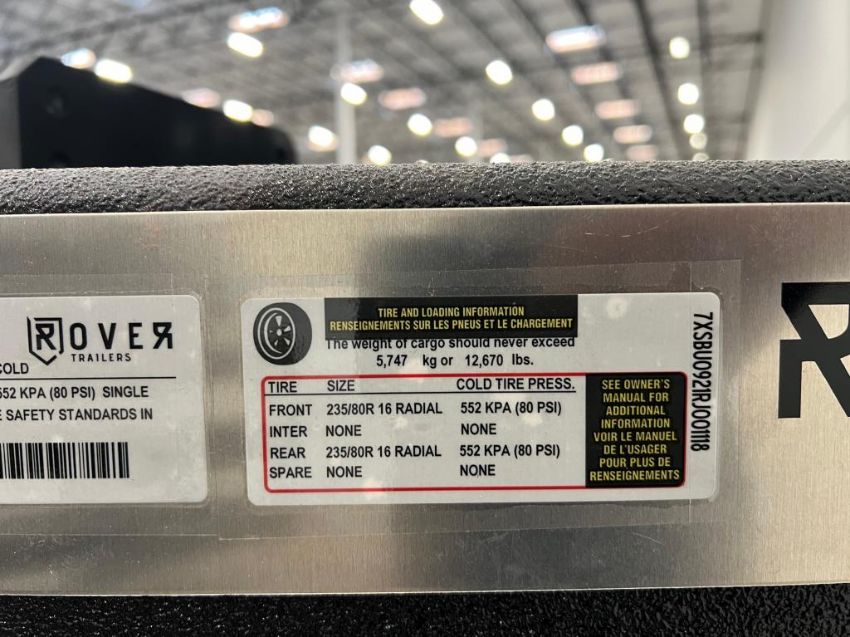 ROVER
TRAILERS
COLD
552 KPA (80 PSI) SINGLE
E SAFETY STANDARDS IN
TIRE AND LOADING INFORMATION
RENSEIGNEMENTS SUR LES PNEUS ET LE CHARGEMENT
The weight of cargo should never exceed
5,747 kg or 12,670 lbs.
TIRE SIZE COLD TIRE PRESS.
FRONT 235/80R 16 RADIAL 552 KPA (80 PSI)
INTER NONE NONE
REAR 235/80R 16 RADIAL 552 KPA (80 PSI)
SPARE NONE NONE
SEE OWNER'S
MANUAL FOR
ADDITIONAL
INFORMATION
VOIR LE MANUEL
DE L'USAGER
POUR PLUS DE
RENSEIGNEMENTS
7XSBU0921RJ001118
R